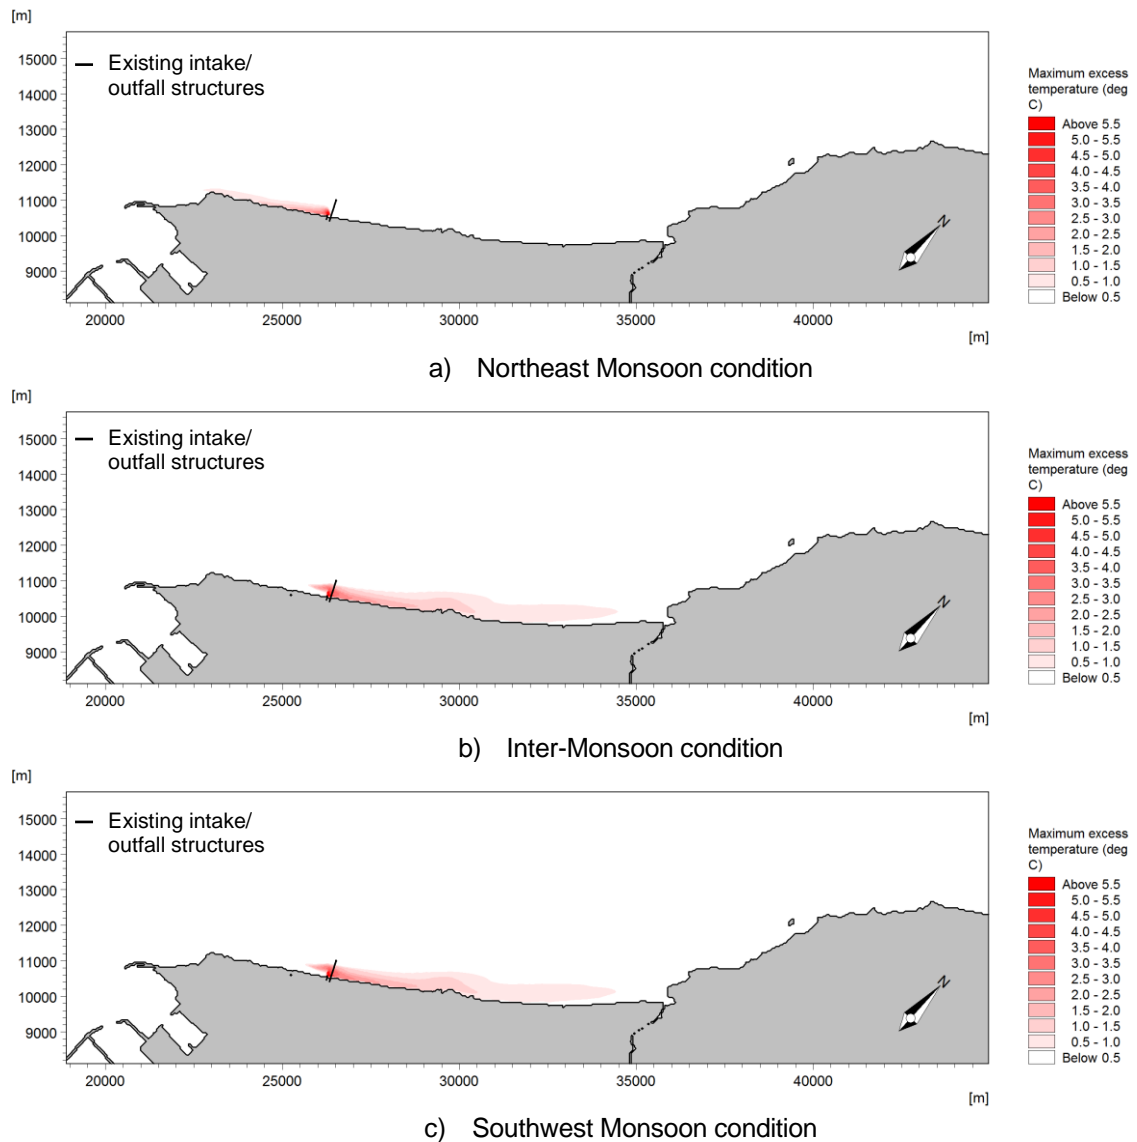 [m]
15000
14000
13000
12000
11000
10000
9000
Existing intake/
outfall structures
N
20000 25000 30000 35000 40000
[m]
Maximum excess
temperature (deg
C)
Above 5.5
5.0 - 5.5
4.5 - 5.0
4.0 - 4.5
3.5 - 4.0
3.0 - 3.5
2.5 - 3.0
2.0 - 2.5
1.5 - 2.0
1.0 - 1.5
0.5 - 1.0
Below 0.5
a) Northeast Monsoon condition
[m]
15000
14000
13000
12000
11000
10000
9000
Existing intake/
outfall structures
N
20000 25000 30000 35000 40000
[m]
Maximum excess
temperature (deg
C)
Above 5.5
5.0 - 5.5
4.5 - 5.0
4.0 - 4.5
3.5 - 4.0
3.0 - 3.5
2.5 - 3.0
2.0 - 2.5
1.5 - 2.0
1.0 - 1.5
0.5 - 1.0
Below 0.5
b) Inter-Monsoon condition
[m]
15000
14000
13000
12000
11000
10000
9000
Existing intake/
outfall structures
N
20000 25000 30000 35000 40000
[m]
Maximum excess
temperature (deg
C)
Above 5.5
5.0 - 5.5
4.5 - 5.0
4.0 - 4.5
3.5 - 4.0
3.0 - 3.5
2.5 - 3.0
2.0 - 2.5
1.5 - 2.0
1.0 - 1.5
0.5 - 1.0
Below 0.5
c) Southwest Monsoon condition